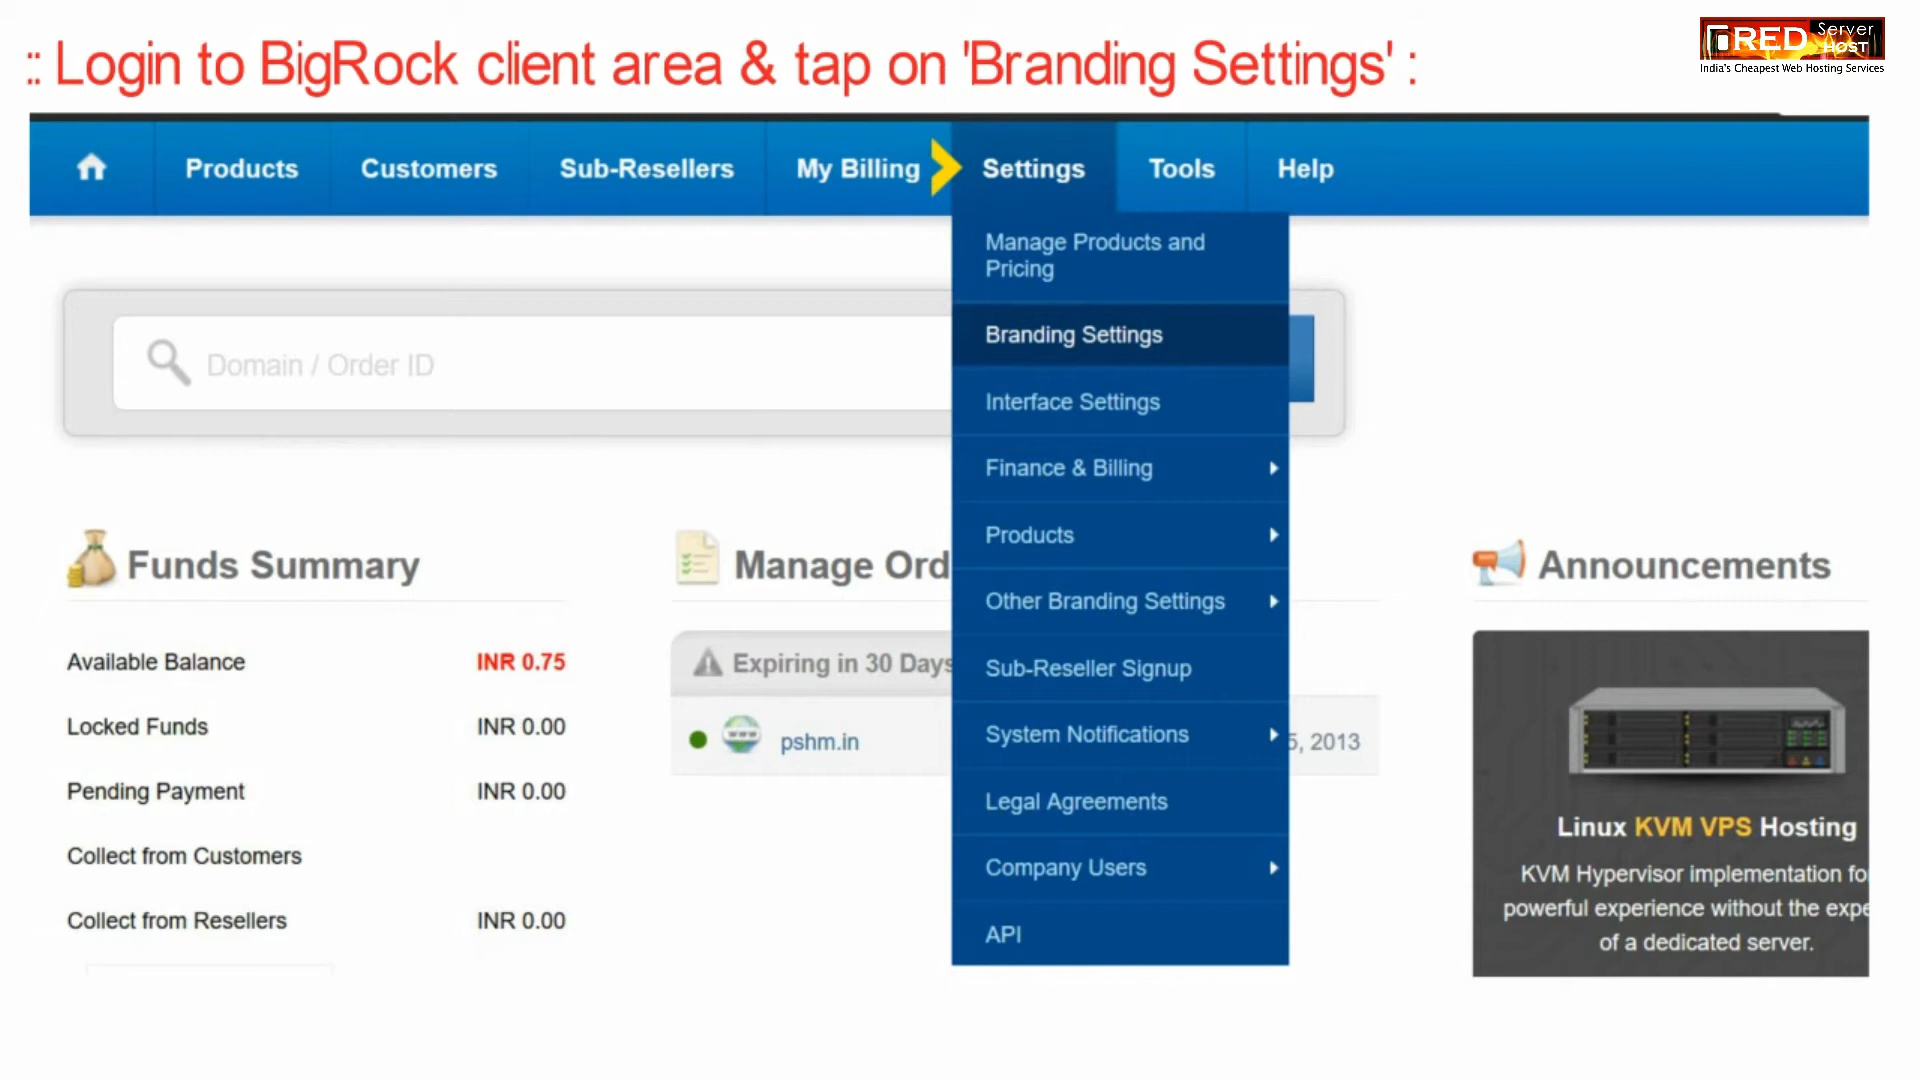 :: Login to BigRock client area & tap on 'Branding Settings' :
RED Server HOST
India's Cheapest Web Hosting Services
Products Customers Sub-Resellers My Billing Settings Tools Help
Manage Products and
Pricing
Branding Settings
Interface Settings
Finance & Billing
Products
Other Branding Settings
Sub-Reseller Signup
System Notifications
Legal Agreements
Company Users
API
Domain / Order ID
Funds Summary
Available Balance INR 0.75
Locked Funds INR 0.00
Pending Payment INR 0.00
Collect from Customers
Collect from Resellers INR 0.00
Manage Ord
Expiring in 30 Days
pshm.in 5, 2013
Announcements
www
Linux KVM VPS Hosting
KVM Hypervisor implementation fo
powerful experience without the expe
of a dedicated server.